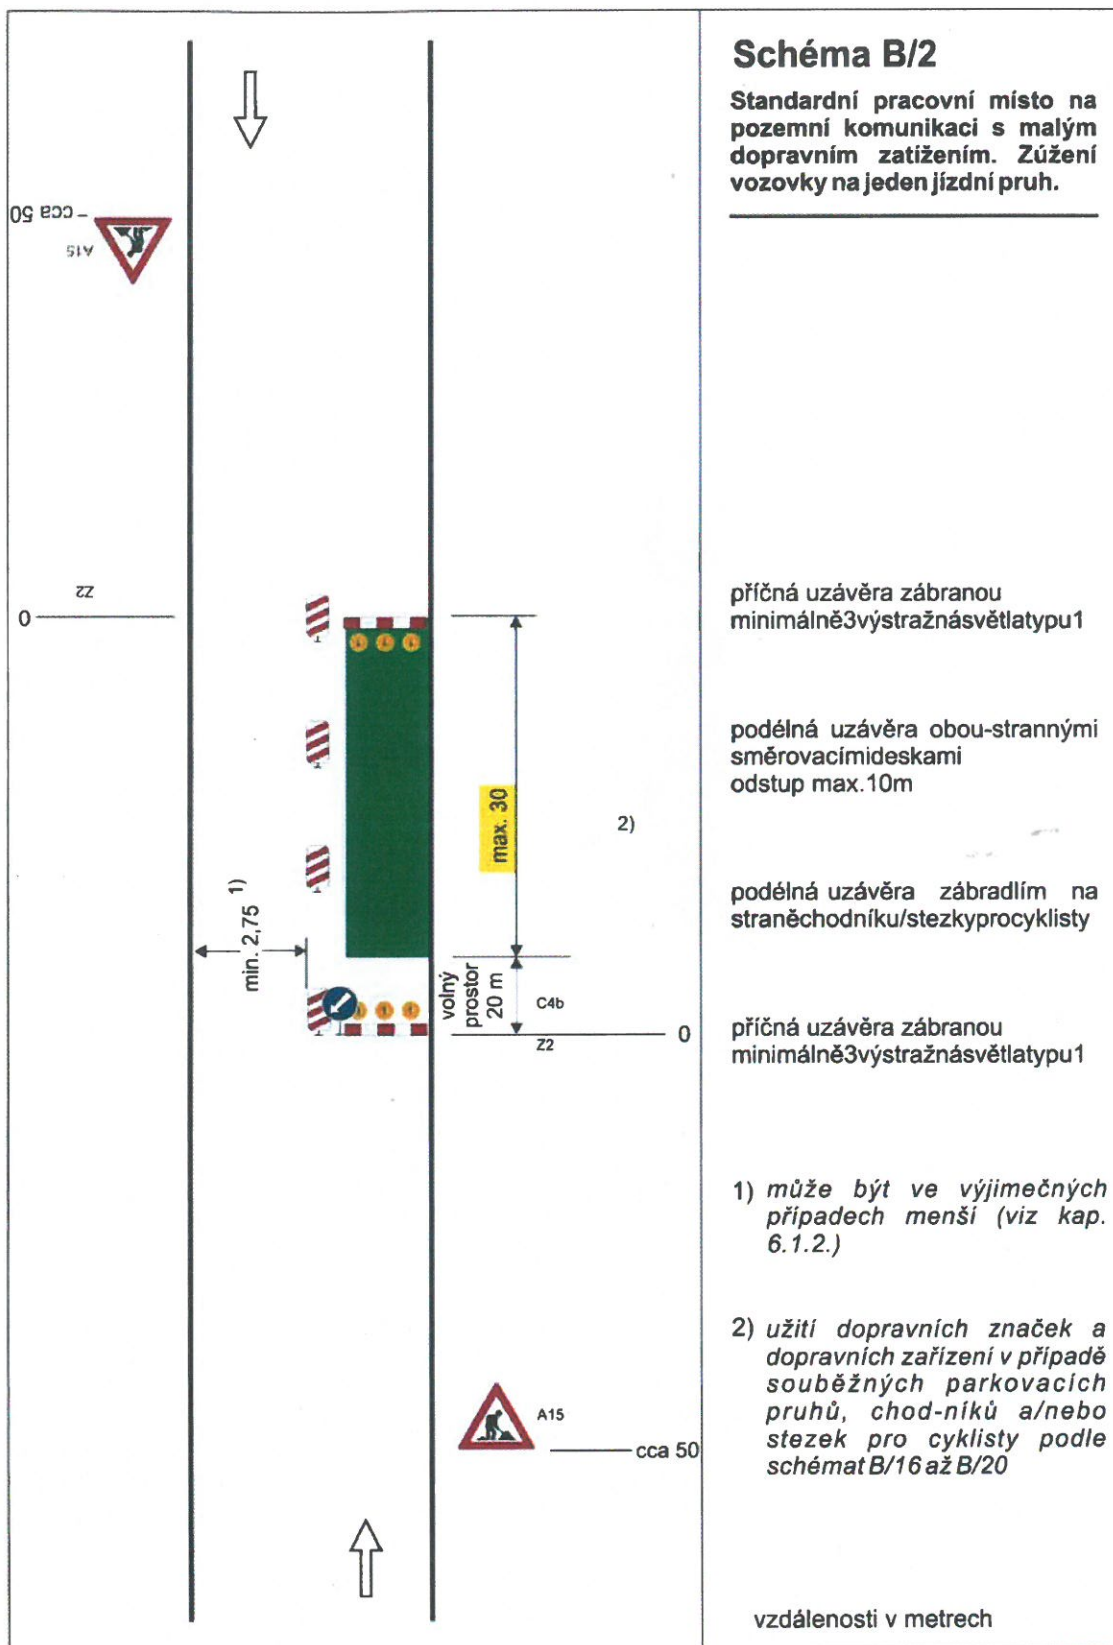 Schéma B/2
Standardní pracovní místo na
pozemní komunikaci s malým
dopravním zatížením. Zúžení
vozovky na jeden jízdní pruh.
cca 50
A15
Z2
0
příčná uzávěra zábranou
minimálně3výstražnásvětlatypu1
podélná uzávěra obou-strannými
směrovacímideskami
odstup max.10m
max. 30
2)
podélná uzávěra zábradlím na
straněchodníku/stezkyprocyklisty
min. 2,75 1)
volný
prostor
20 m
C4b
Z2
0
příčná uzávěra zábranou
minimálně3výstražnásvětlatypu1
1) může být ve výjimečných
případech menší (viz kap.
6.1.2.)
2) užití dopravních značek a
dopravních zařízení v případě
souběžných parkovacích
pruhů, chod-níků a/nebo
stezek pro cyklisty podle
schémat B/16 až B/20
A15
cca 50
vzdálenosti v metrech